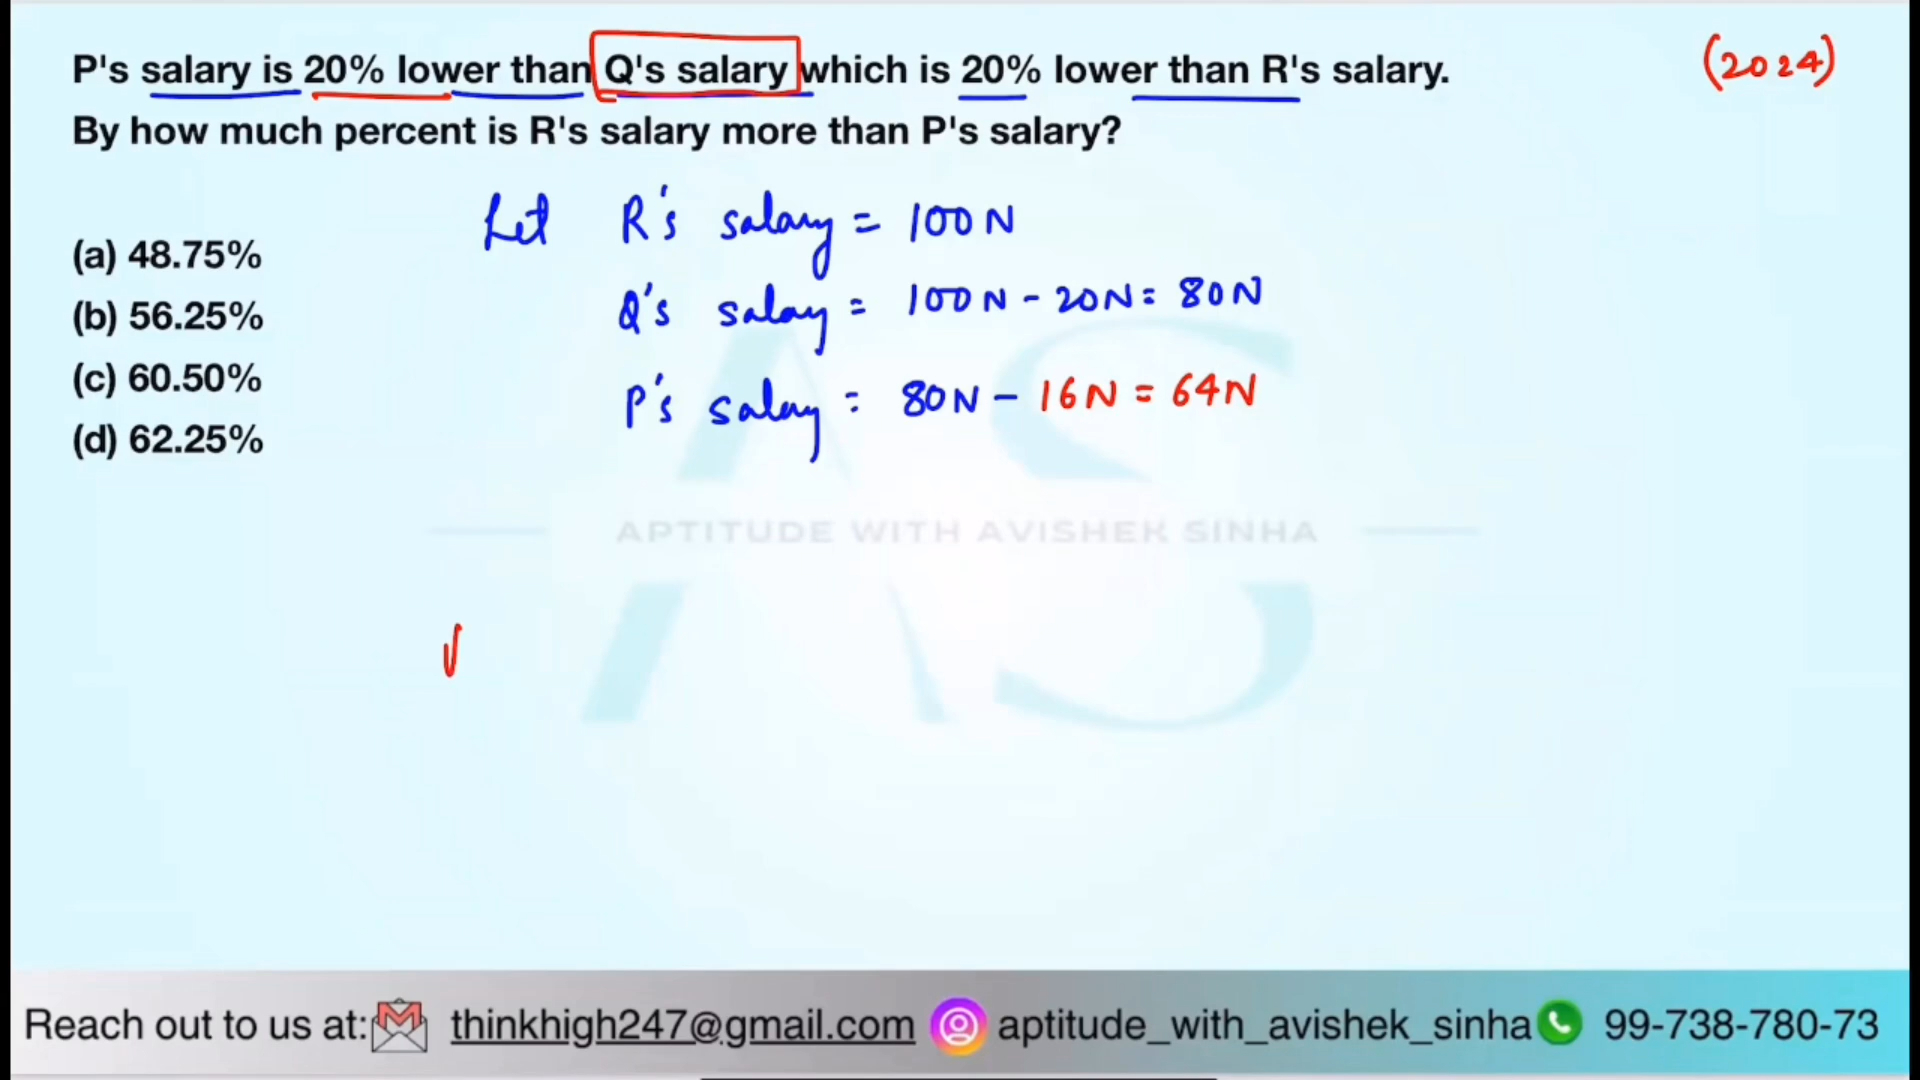 P's salary is 20% lower than Q's salary which is 20% lower than R's salary. (2024)
By how much percent is R's salary more than P's salary?
(a) 48.75%
(b) 56.25%
(c) 60.50%
(d) 62.25%
Let R's salary = 100N
Q's salary = 100N - 20N = 80N
P's salary = 80N - 16N = 64N
APTITUDE WITH AVISHEK SINHA
Reach out to us at: thinkhigh247@gmail.com aptitude_with_avishek_sinha 99-738-780-73